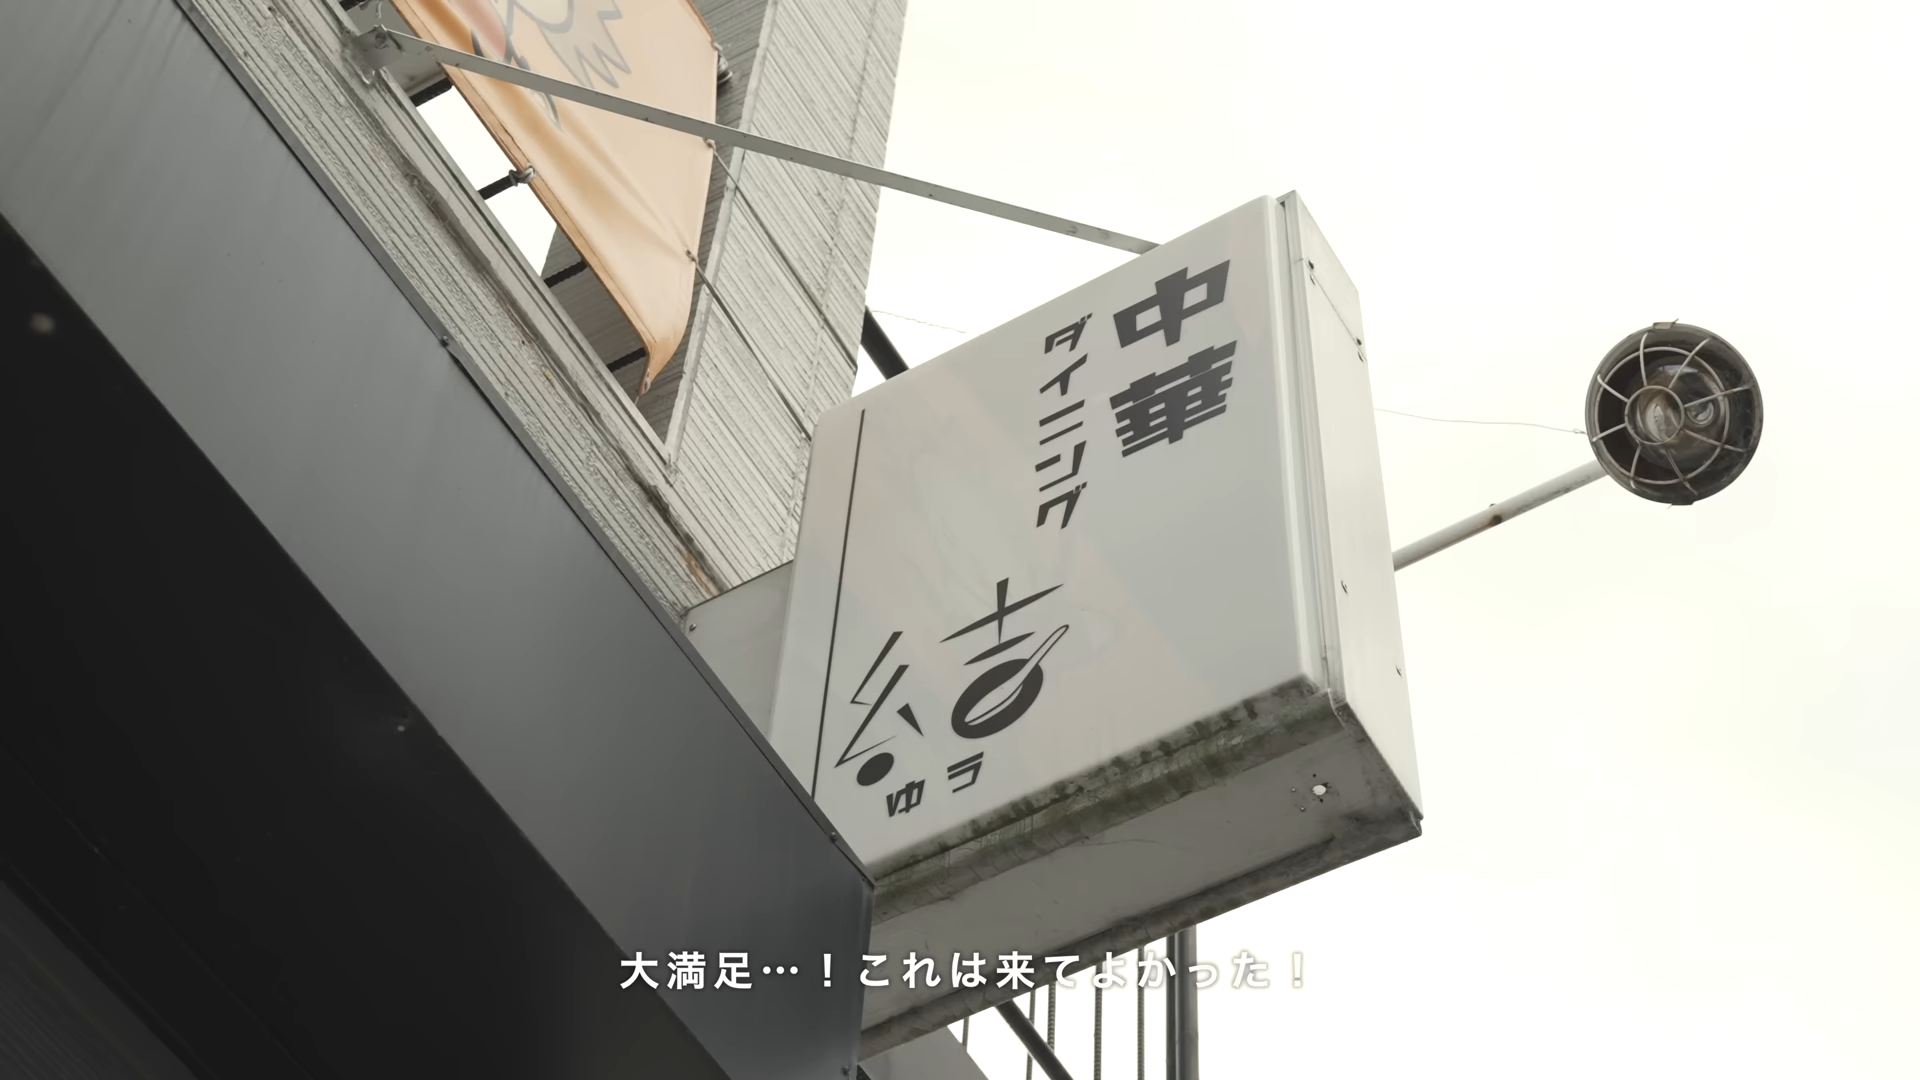 中華
ダイニング
結
ゆう
大満足…！これは来てよかった！